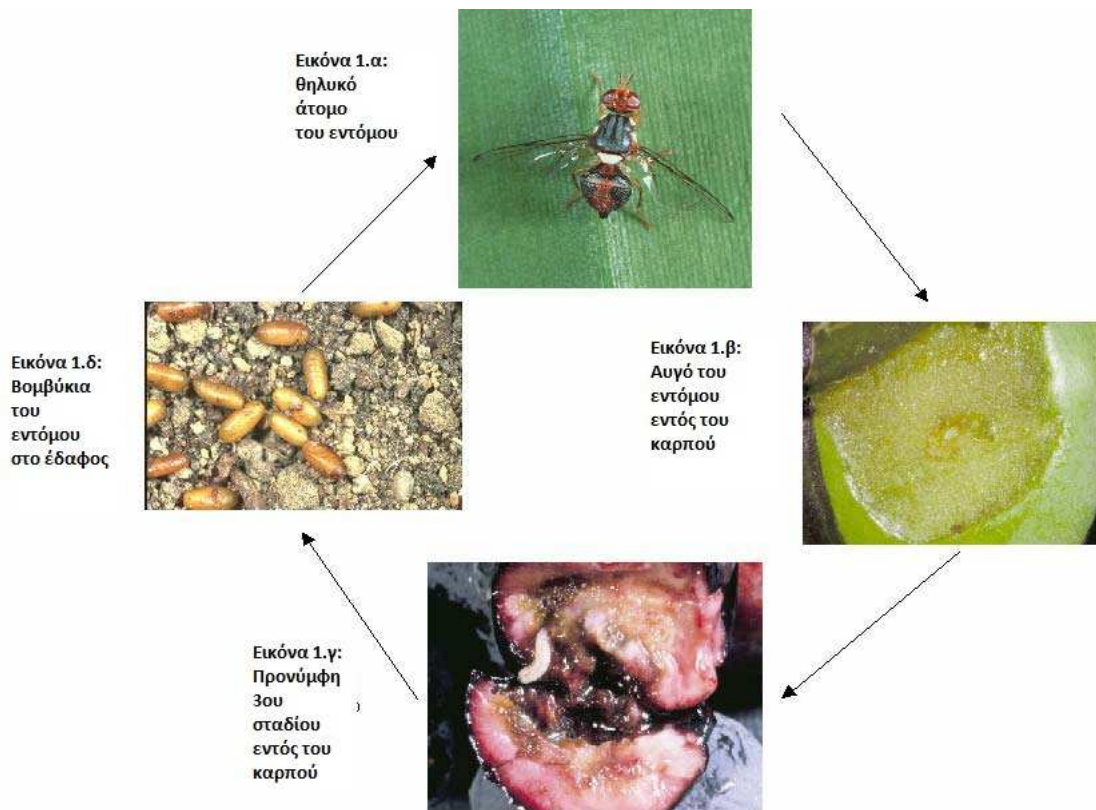 Εικόνα 1.α:
θηλυκό
άτομο
του εντόμου
Εικόνα 1.β:
Αυγό του
εντόμου
εντός του
καρπού
Εικόνα 1.γ:
Προνύμφη
3ου
σταδίου
εντός του
καρπού
Εικόνα 1.δ:
Βομβύκια
του
εντόμου
στο έδαφος